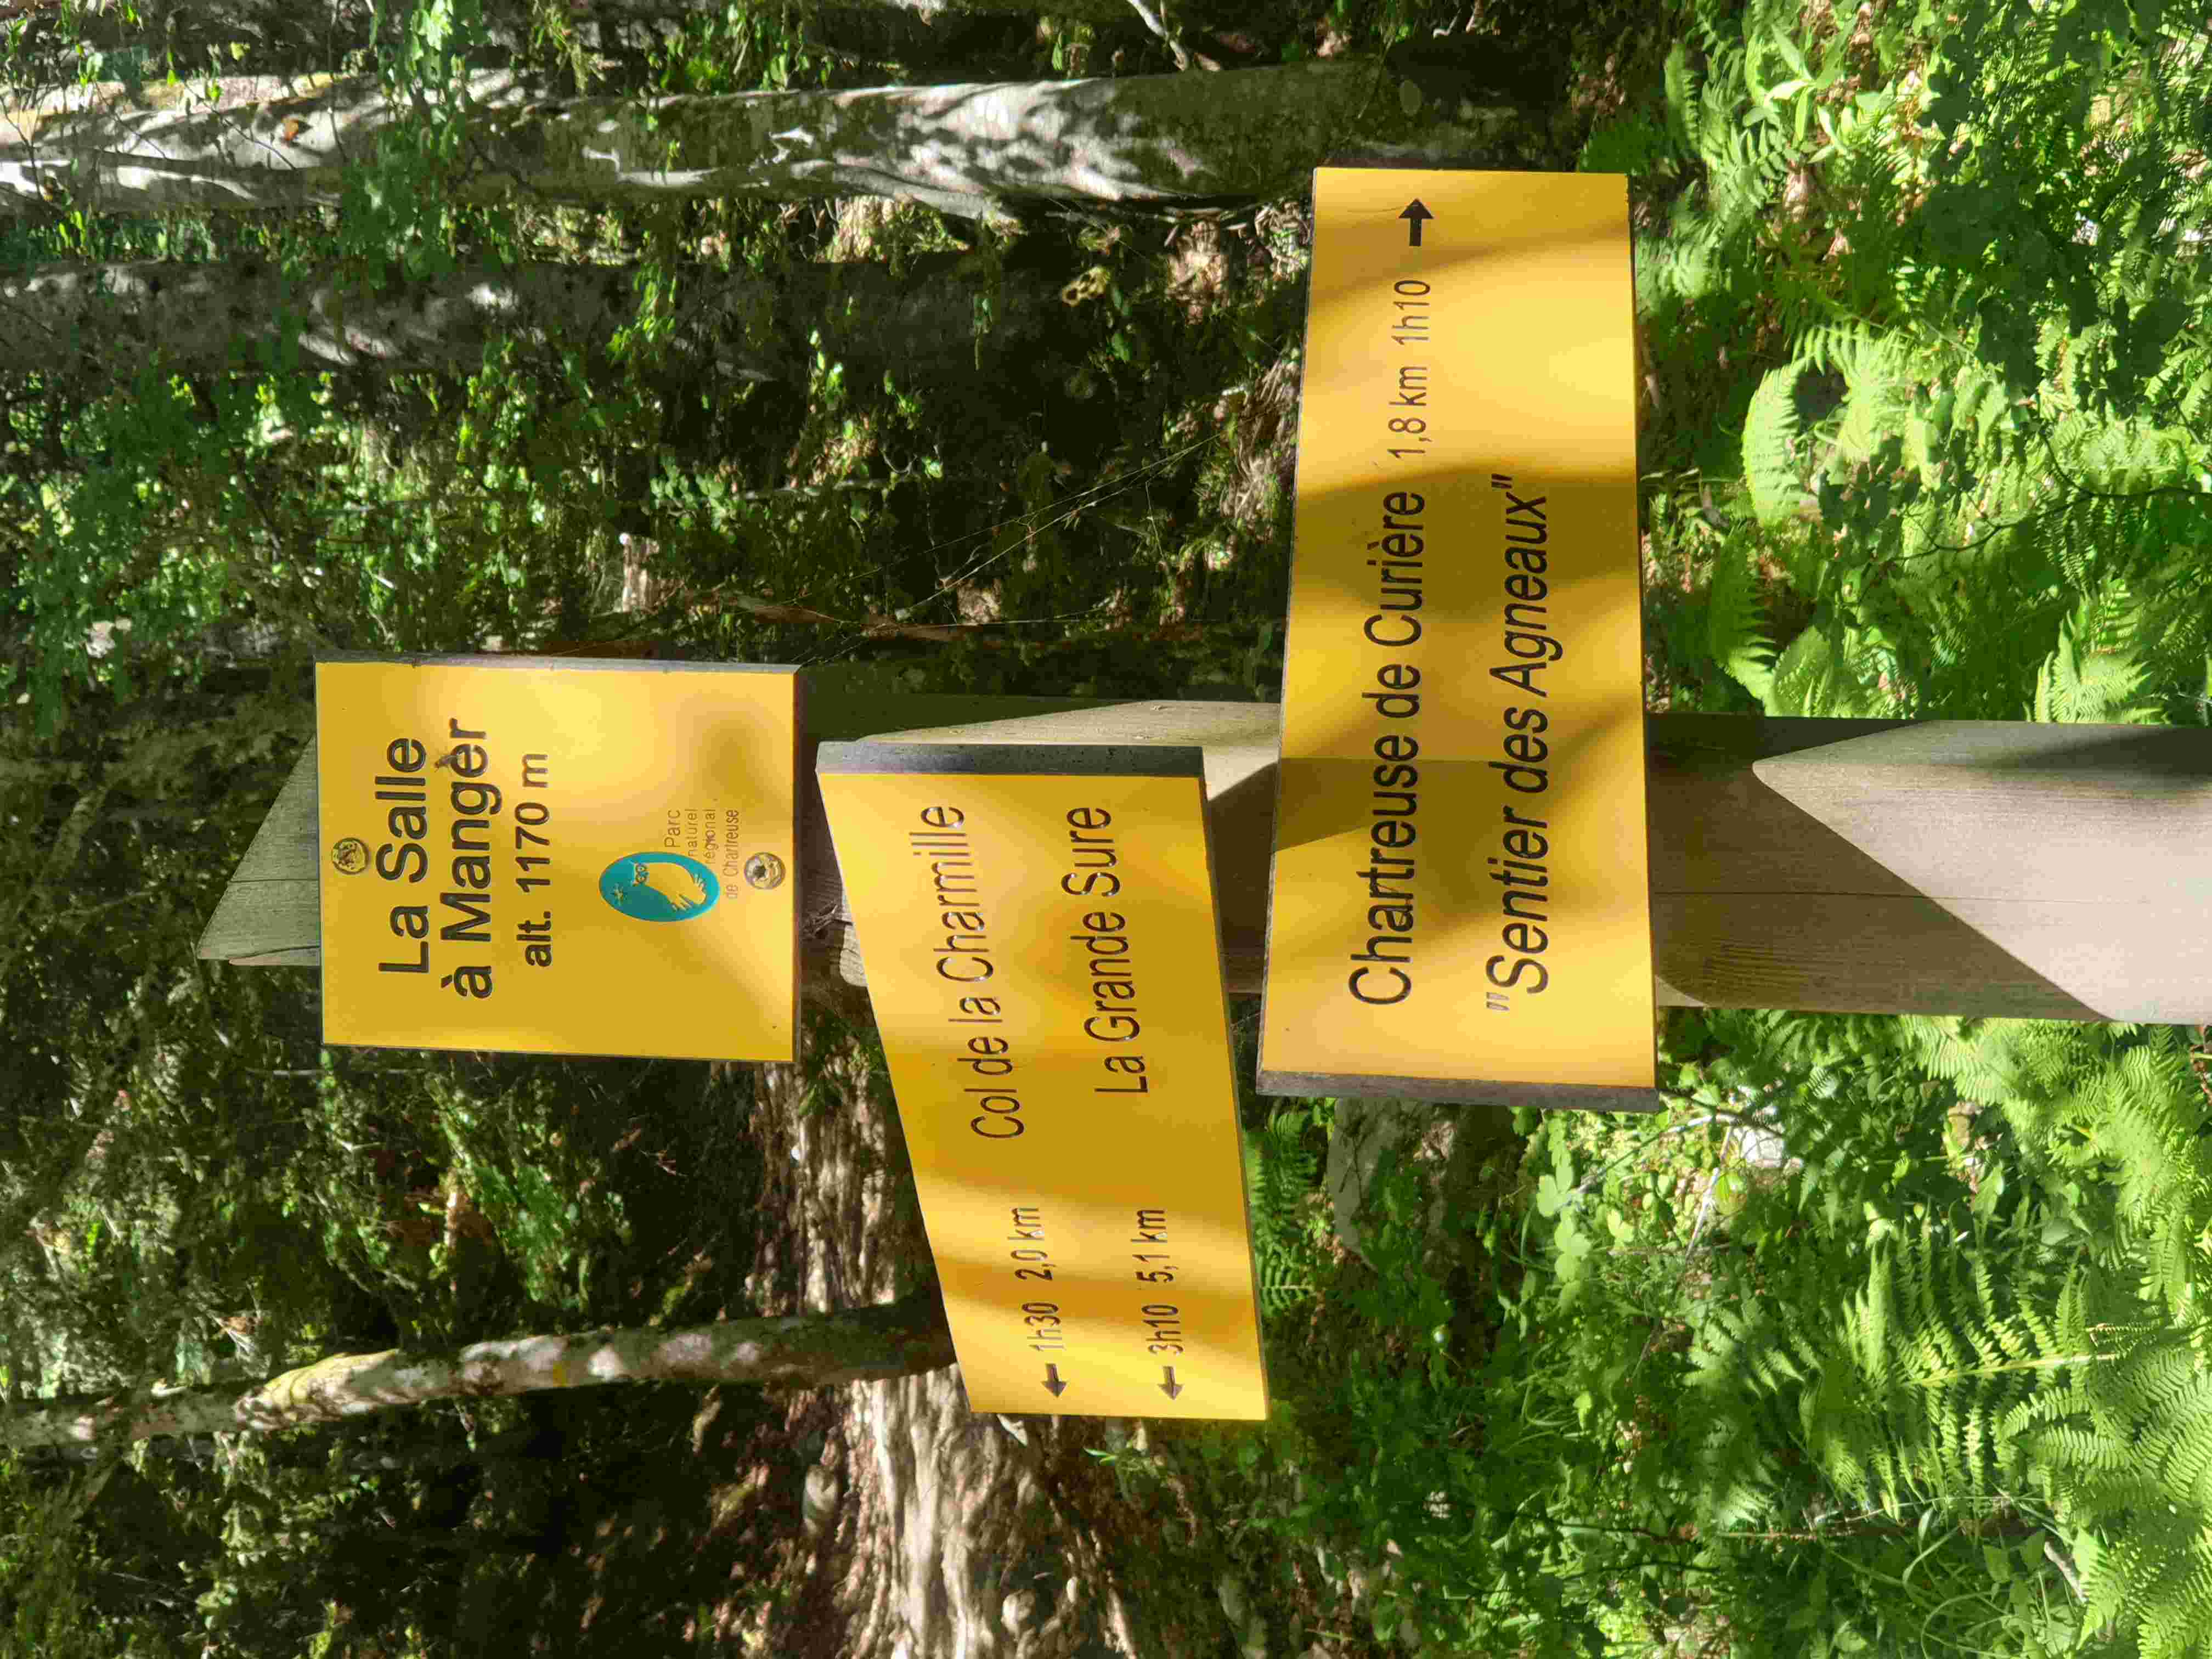 La Salle
à Manger
alt. 1170 m
Parc
naturel
régional
de Chartreuse
← 1h30 2,0 km Col de la Charmille
← 3h10 5,1 km La Grande Sure
Chartreuse de Curière 1,8 km 1h10 →
"Sentier des Agneaux"